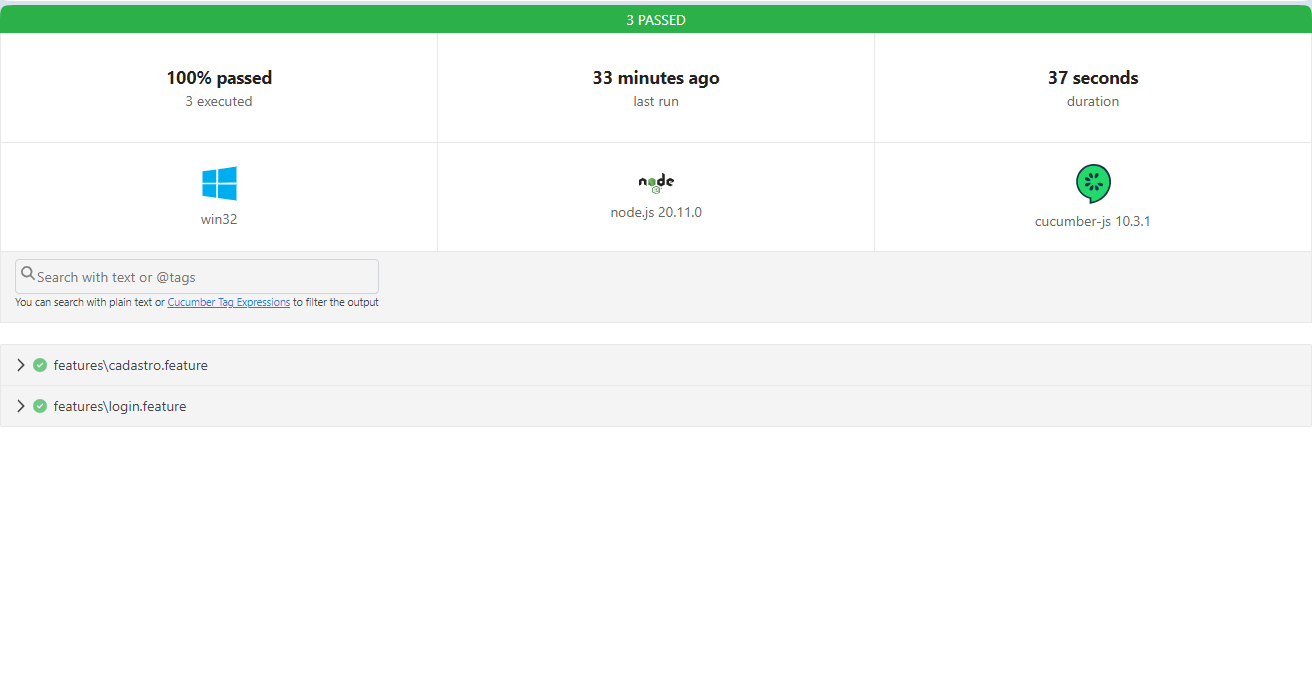 3 PASSED
100% passed
3 executed
33 minutes ago
last run
37 seconds
duration
win32
node
node.js 20.11.0
cucumber-js 10.3.1
Search with text or @tags
You can search with plain text or Cucumber Tag Expressions to filter the output
features\cadastro.feature
features\login.feature